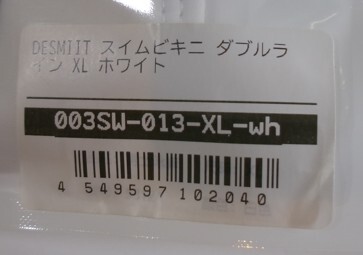 DESMIIT スイムビキニ ダブルラ
イン XL ホワイト
003SW-013-XL-wh
4 549597 102040